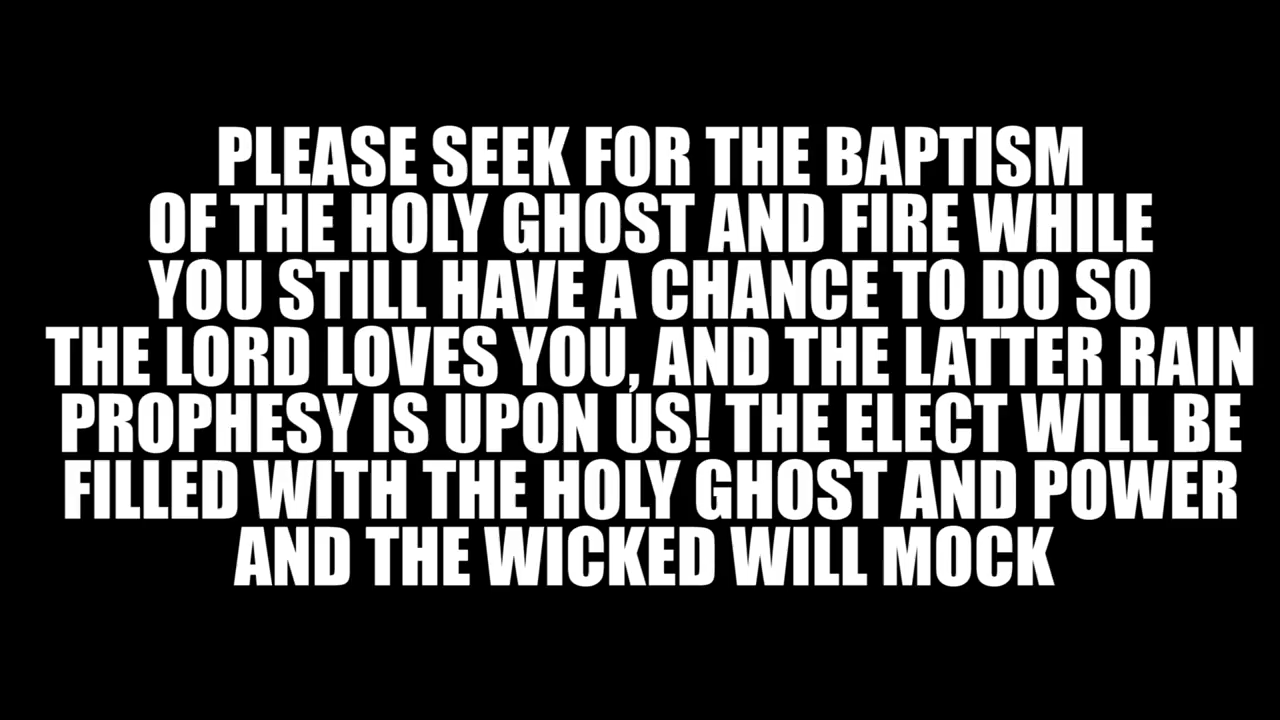 PLEASE SEEK FOR THE BAPTISM
OF THE HOLY GHOST AND FIRE WHILE
YOU STILL HAVE A CHANCE TO DO SO
THE LORD LOVES YOU, AND THE LATTER RAIN
PROPHESY IS UPON US! THE ELECT WILL BE
FILLED WITH THE HOLY GHOST AND POWER
AND THE WICKED WILL MOCK